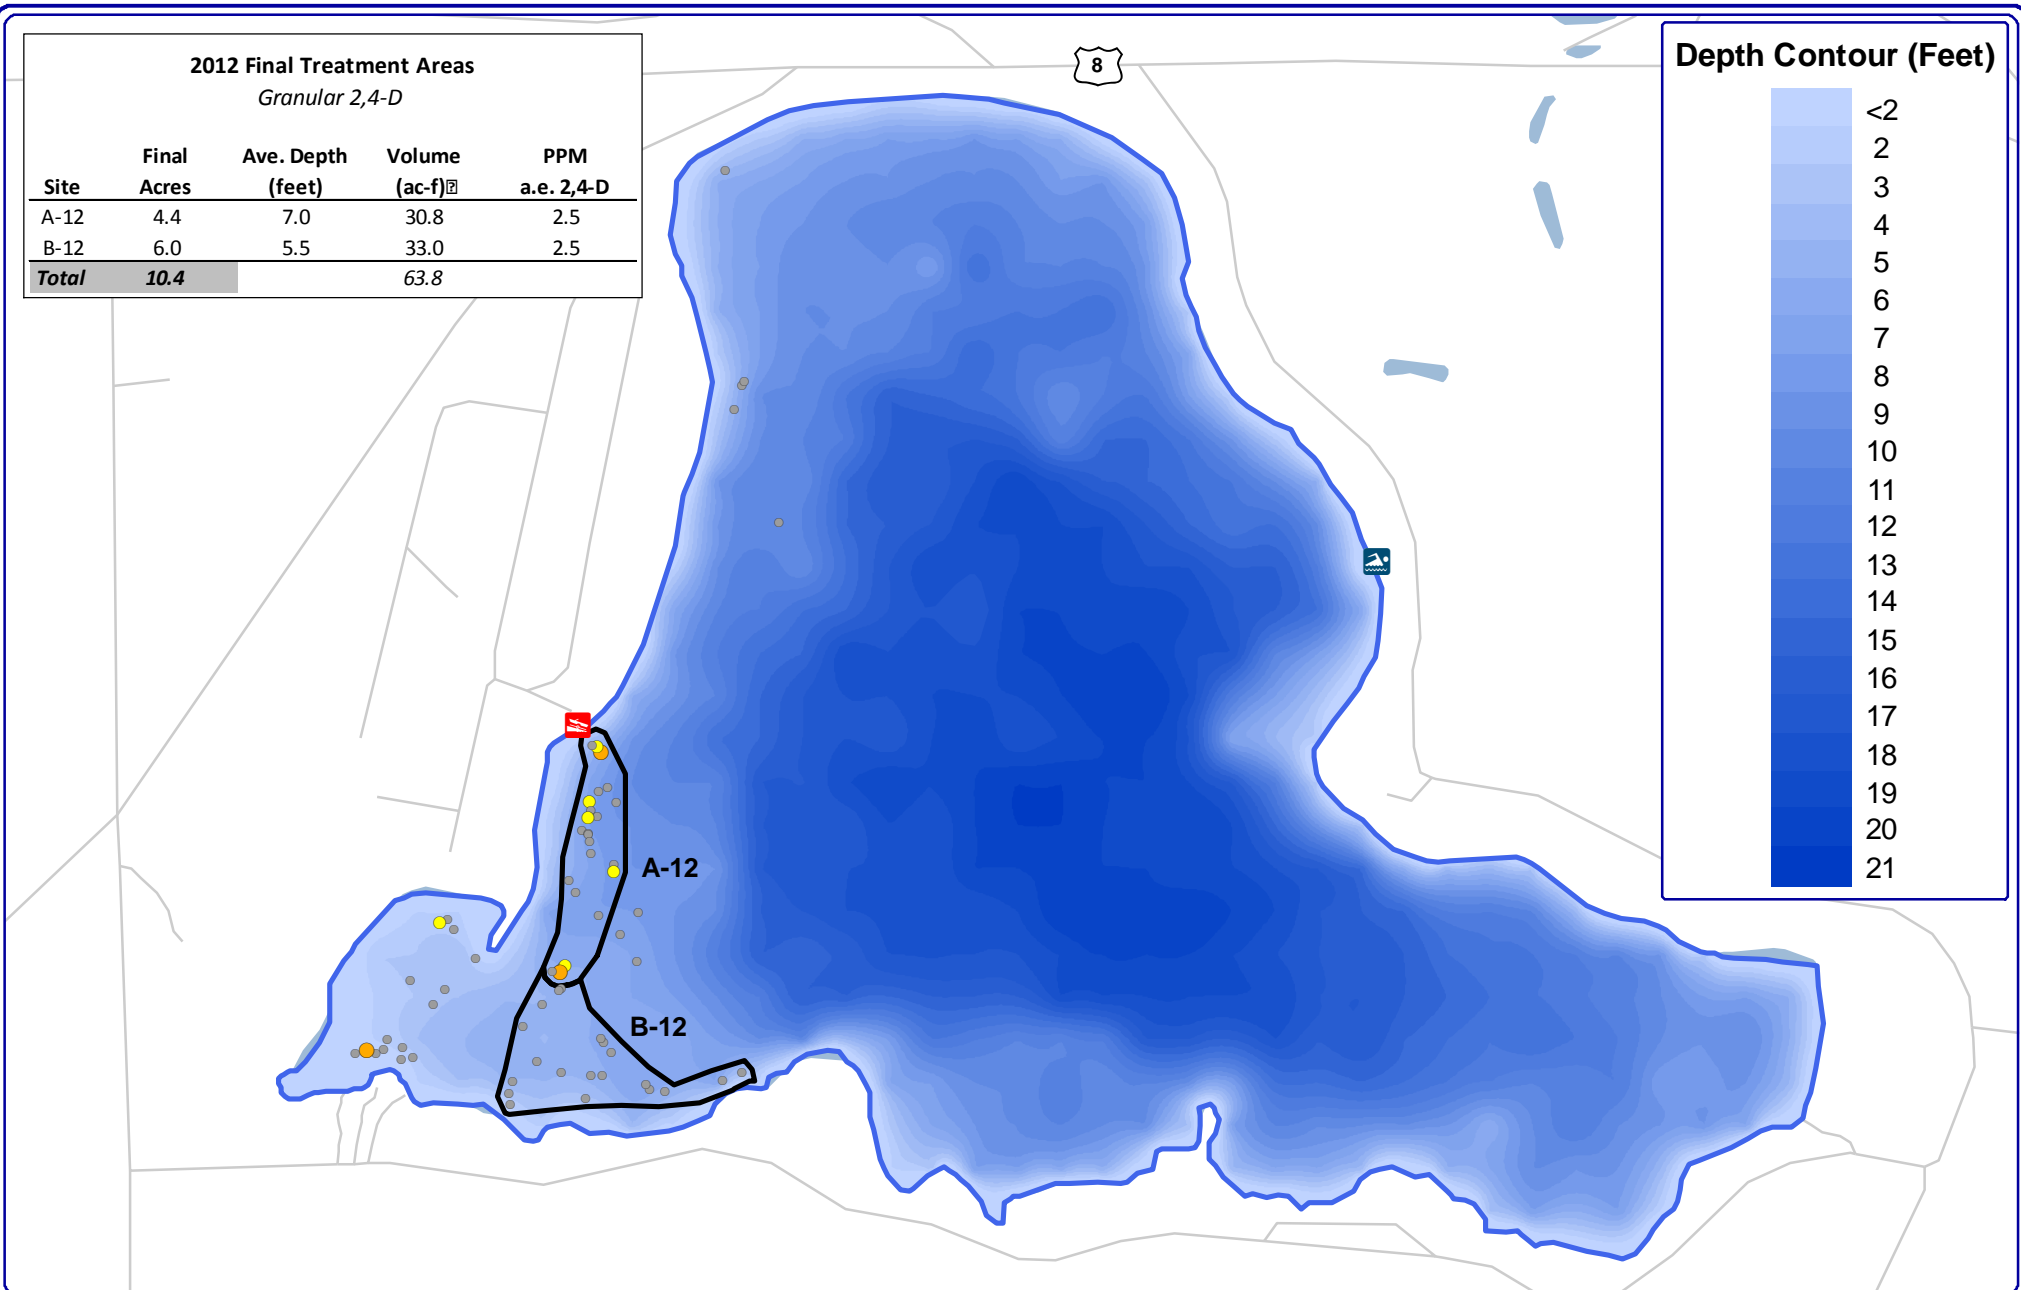 2012 Final Treatment Areas
Granular 2,4-D
Final Ave. Depth Volume PPM
Site Acres (feet) (ac-f)⍰ a.e. 2,4-D
A-12 4.4 7.0 30.8 2.5
B-12 6.0 5.5 33.0 2.5
Total 10.4 63.8
8
Depth Contour (Feet)
<2
2
3
4
5
6
7
8
9
10
11
12
13
14
15
16
17
18
19
20
21
A-12
B-12